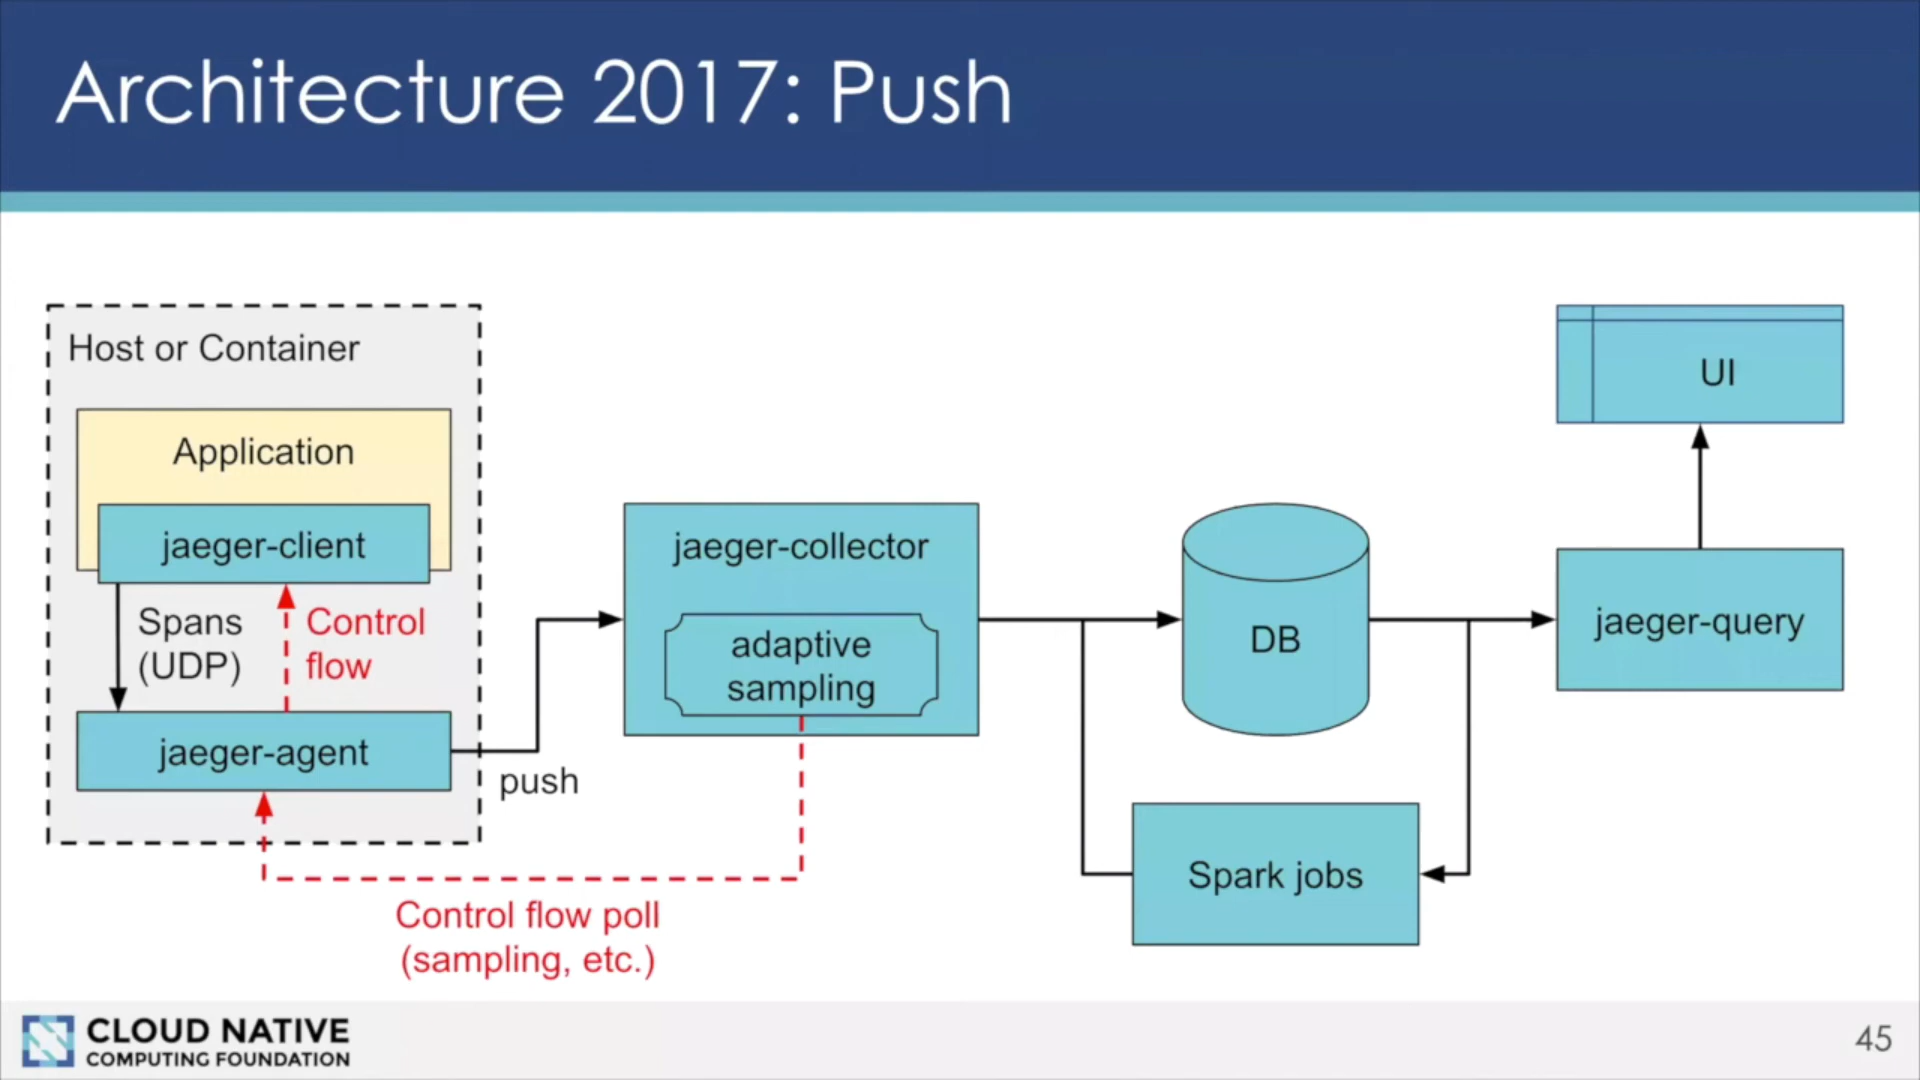 Architecture 2017: Push
Host or Container
Application
jaeger-client
Spans
(UDP)
Control
flow
jaeger-agent
push
jaeger-collector
adaptive
sampling
Control flow poll
(sampling, etc.)
DB
Spark jobs
UI
jaeger-query
CLOUD NATIVE
COMPUTING FOUNDATION
45